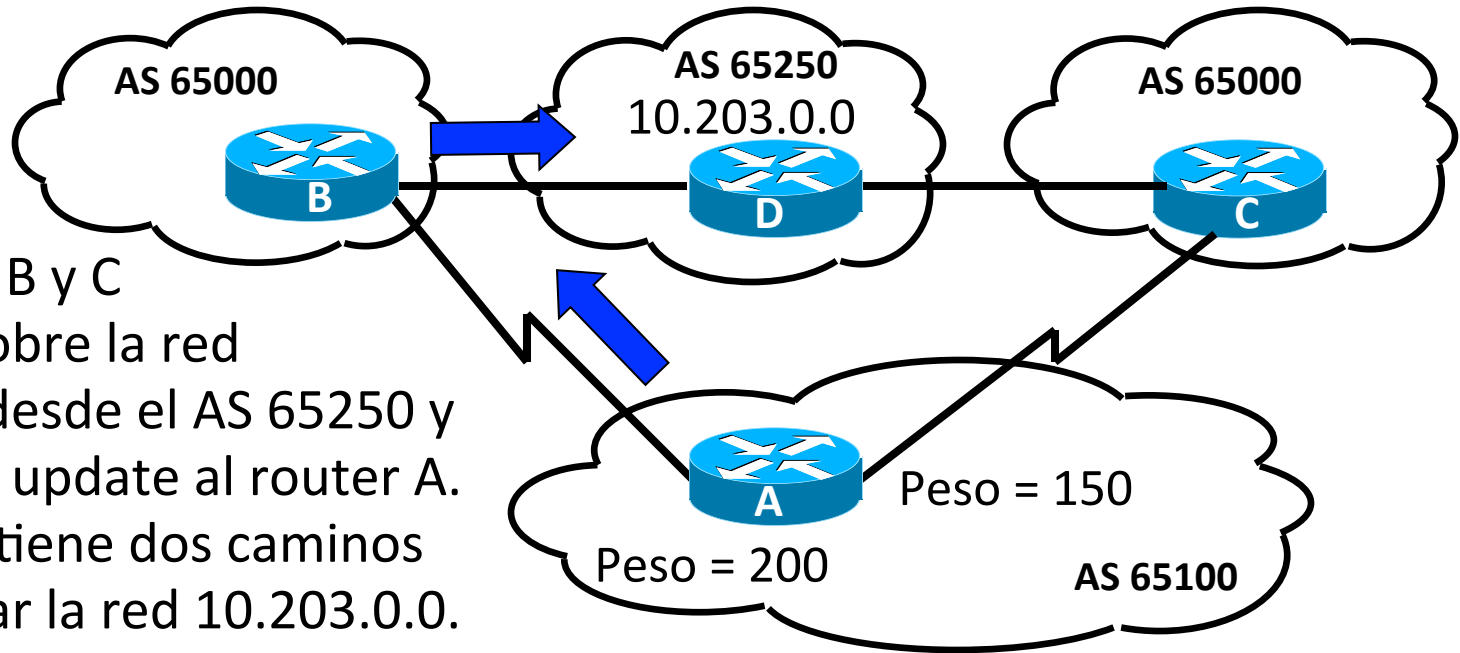 AS 65000
AS 65250
AS 65000
10.203.0.0
B
D
C
B y C
obre la red
desde el AS 65250 y
update al router A.
tiene dos caminos
ar la red 10.203.0.0.
A
Peso = 150
Peso = 200
AS 65100